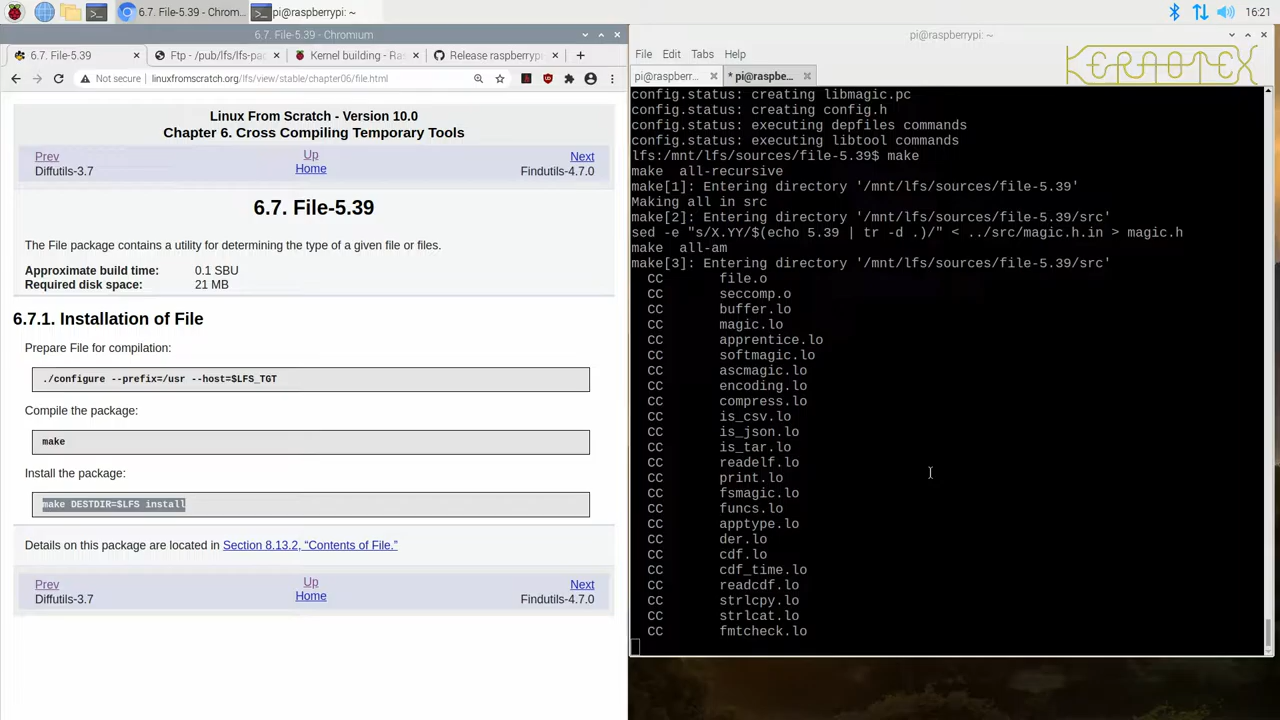 6.7. File-5.39 - Chrom...
pi@raspberrypi: ~
16:21
6.7. File-5.39 - Chromium
6.7. File-5.39
Ftp - /pub/lfs/lfs-pac
Kernel building - Ras
Release raspberrypi
Not secure | linuxfromscratch.org/lfs/view/stable/chapter06/file.html
Linux From Scratch - Version 10.0
Chapter 6. Cross Compiling Temporary Tools
Prev
Up
Next
Diffutils-3.7
Home
Findutils-4.7.0
6.7. File-5.39
The File package contains a utility for determining the type of a given file or files.
Approximate build time: 0.1 SBU
Required disk space: 21 MB
6.7.1. Installation of File
Prepare File for compilation:
./configure --prefix=/usr --host=$LFS_TGT
Compile the package:
make
Install the package:
make DESTDIR=$LFS install
Details on this package are located in Section 8.13.2, “Contents of File.”
Prev
Up
Next
Diffutils-3.7
Home
Findutils-4.7.0
pi@raspberrypi: ~
File Edit Tabs Help
KERNOTEX
pi@raspberr...
* pi@raspbe...
config.status: creating libmagic.pc
config.status: creating config.h
config.status: executing depfiles commands
config.status: executing libtool commands
lfs:/mnt/lfs/sources/file-5.39$ make
make  all-recursive
make[1]: Entering directory '/mnt/lfs/sources/file-5.39'
Making all in src
make[2]: Entering directory '/mnt/lfs/sources/file-5.39/src'
sed -e "s/X.YY/$(echo 5.39 | tr -d .)/" < ../src/magic.h.in > magic.h
make  all-am
make[3]: Entering directory '/mnt/lfs/sources/file-5.39/src'
CC file.o
CC seccomp.o
CC buffer.lo
CC magic.lo
CC apprentice.lo
CC softmagic.lo
CC ascmagic.lo
CC encoding.lo
CC compress.lo
CC is_csv.lo
CC is_json.lo
CC is_tar.lo
CC readelf.lo
CC print.lo
CC fsmagic.lo
CC funcs.lo
CC apptype.lo
CC der.lo
CC cdf.lo
CC cdf_time.lo
CC readcdf.lo
CC strlcpy.lo
CC strlcat.lo
CC fmtcheck.lo